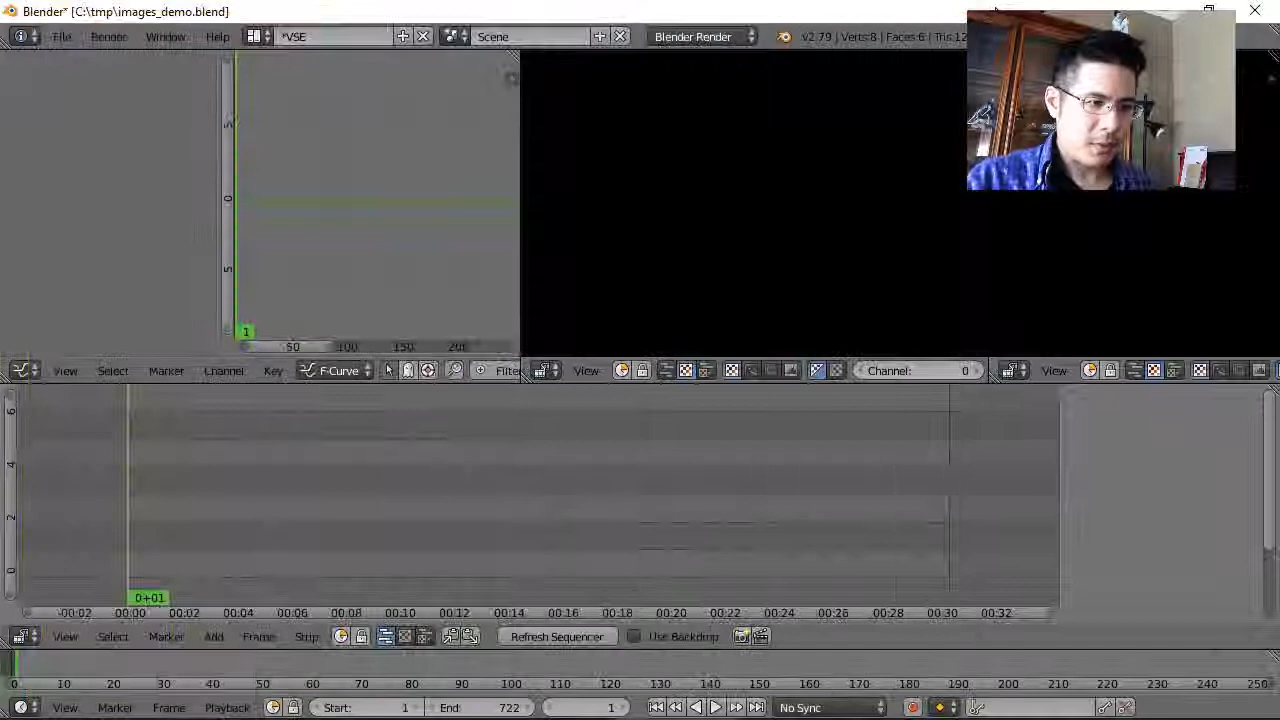 Blender* [C:\tmp\images_demo.blend]
File Render Window Help *VSE Scene Blender Render v2.79 | Verts:8 | Faces:6 | Tris:12
5
0
5
1
50 100 150 200
View Select Marker Channel Key F-Curve Filter View Channel: 0 View
6
4
2
0
0+01
-00:02 00:00 00:02 00:04 00:06 00:08 00:10 00:12 00:14 00:16 00:18 00:20 00:22 00:24 00:26 00:28 00:30 00:32
View Select Marker Add Frame Strip Refresh Sequencer Use Backdrop
0 10 20 30 40 50 60 70 80 90 100 110 120 130 140 150 160 170 180 190 200 210 220 230 240 250
View Marker Frame Playback Start: 1 End: 722 1 No Sync